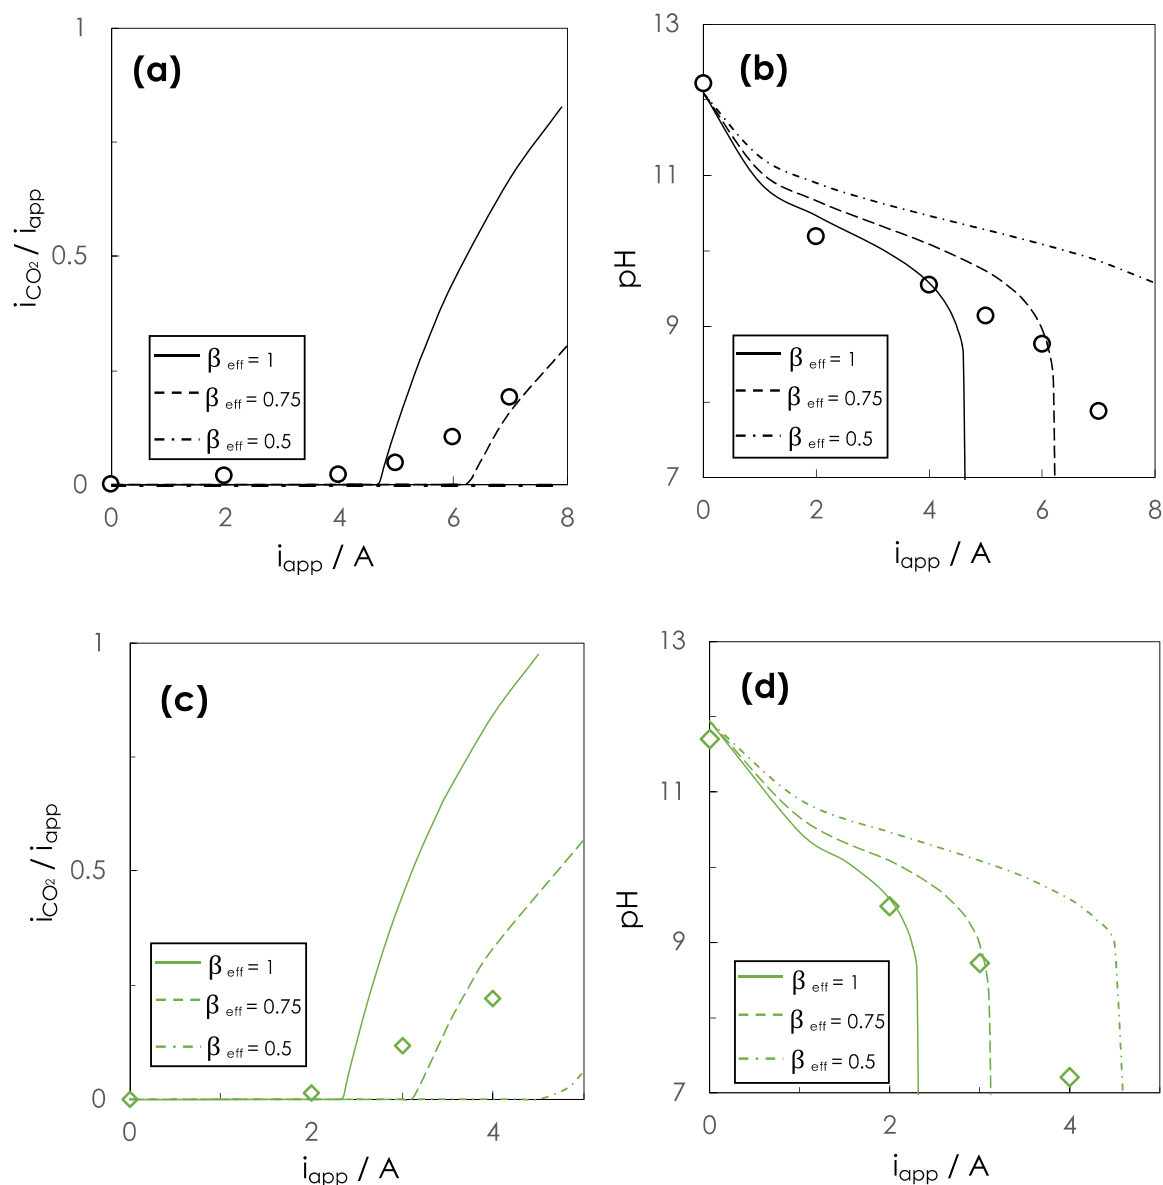 1
(a)
0.5
i_CO2 / i_app
β eff = 1
β eff = 0.75
β eff = 0.5
0
0 2 4 6 8
i_app / A
13
(b)
11
pH
9
β eff = 1
β eff = 0.75
β eff = 0.5
7
0 2 4 6 8
i_app / A
1
(c)
0.5
i_CO2 / i_app
β eff = 1
β eff = 0.75
β eff = 0.5
0
0 2 4
i_app / A
13
(d)
11
pH
9
β eff = 1
β eff = 0.75
β eff = 0.5
7
0 2 4
i_app / A